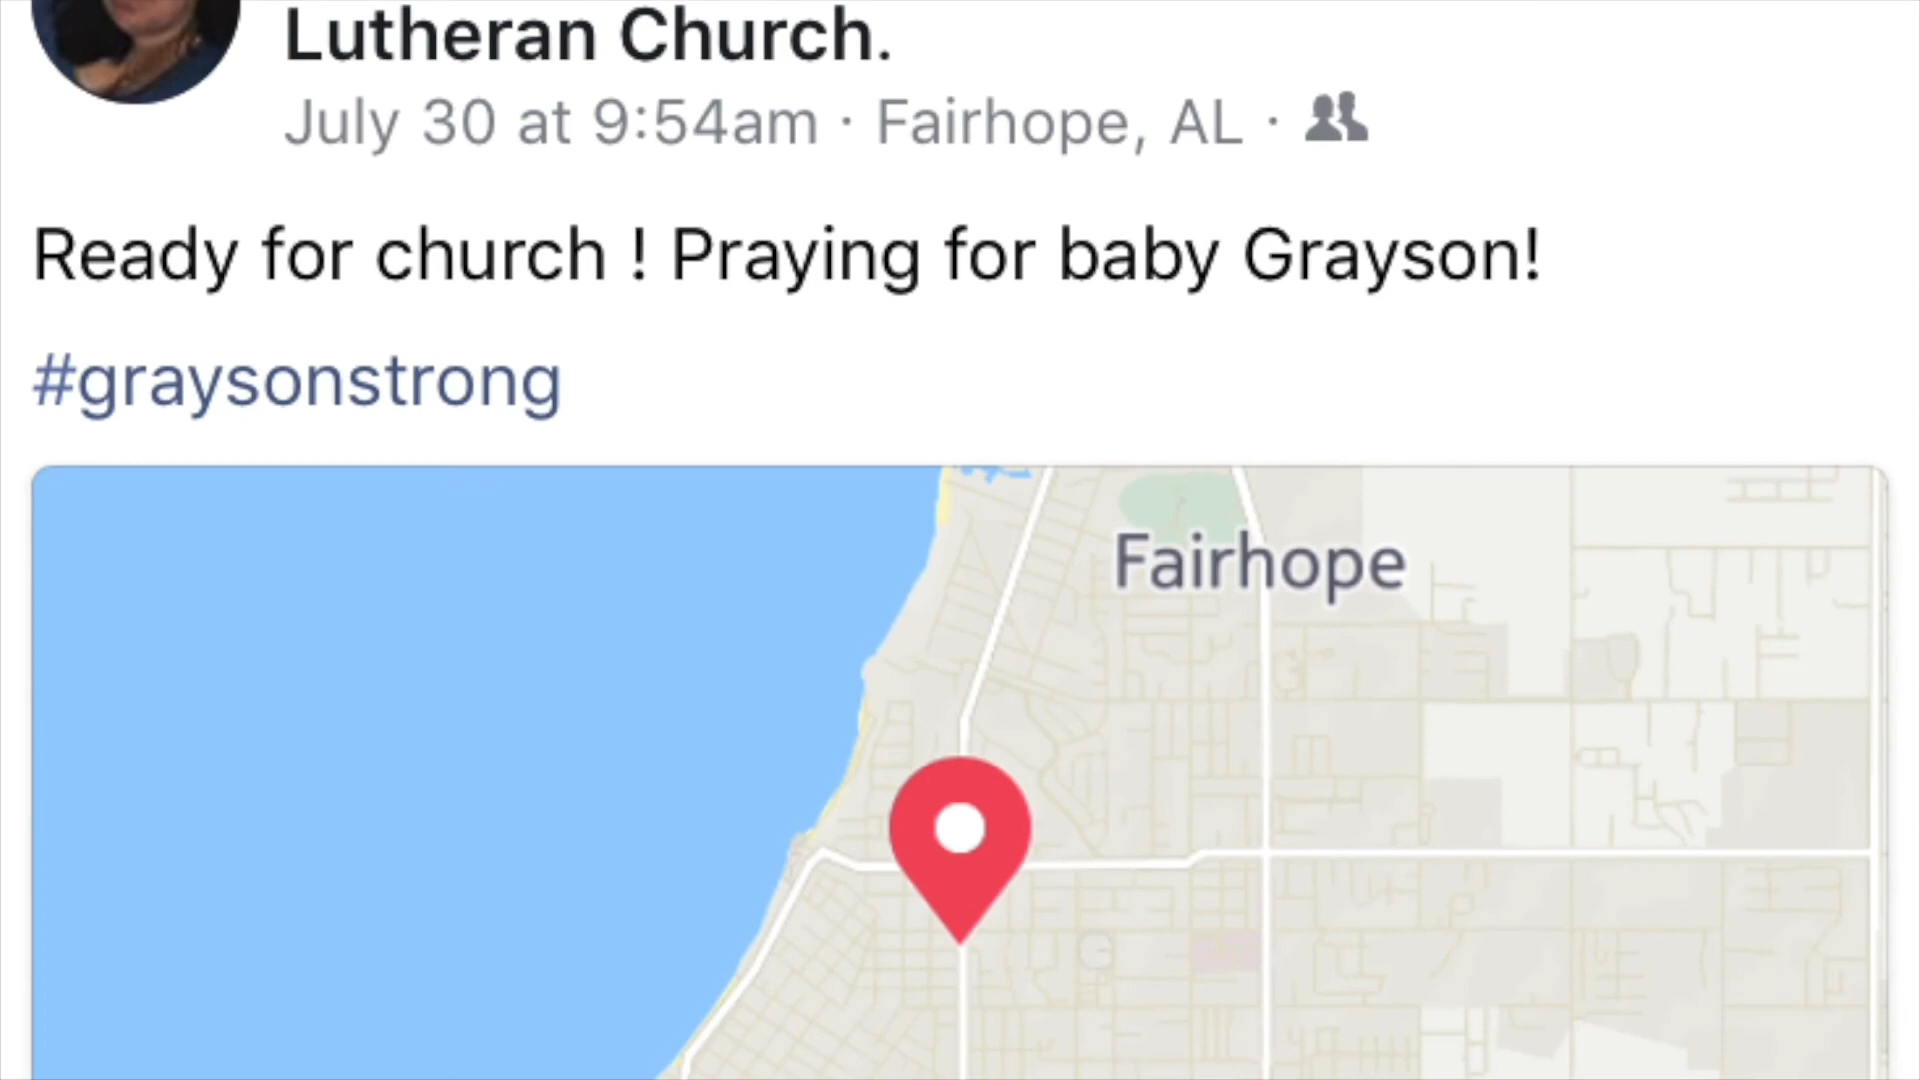 Lutheran Church.
July 30 at 9:54am · Fairhope, AL ·
Ready for church ! Praying for baby Grayson!
#graysonstrong
Fairhope